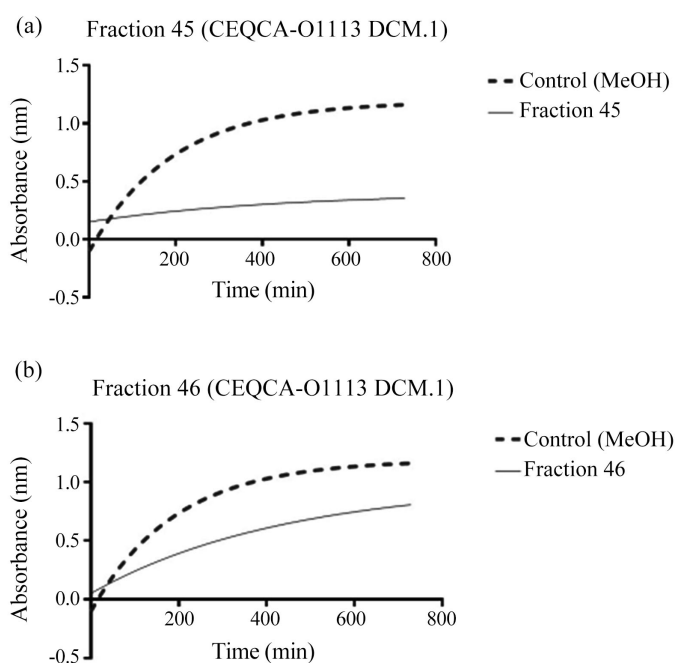 (a)
Fraction 45 (CEQCA-O1113 DCM.1)
1.5
1.0
0.5
0.0
-0.5
Absorbance (nm)
200
400
600
800
Time (min)
Control (MeOH)
Fraction 45
(b)
Fraction 46 (CEQCA-O1113 DCM.1)
1.5
1.0
0.5
0.0
-0.5
Absorbance (nm)
200
400
600
800
Time (min)
Control (MeOH)
Fraction 46